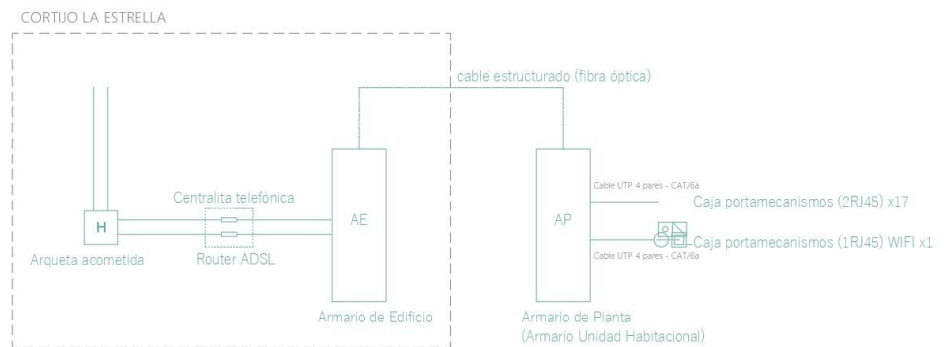 CORTIJO LA ESTRELLA
cable estructurado (fibra óptica)
Centralita telefónica
H
Arqueta acometida
Router ADSL
AE
Armario de Edificio
AP
Armario de Planta
(Armario Unidad Habitacional)
Cable UTP 4 pares - CAT/6a
Caja portamecanismos (2RJ45) x17
Caja portamecanismos (1RJ45) WIFI x1
Cable UTP 4 pares - CAT/6a